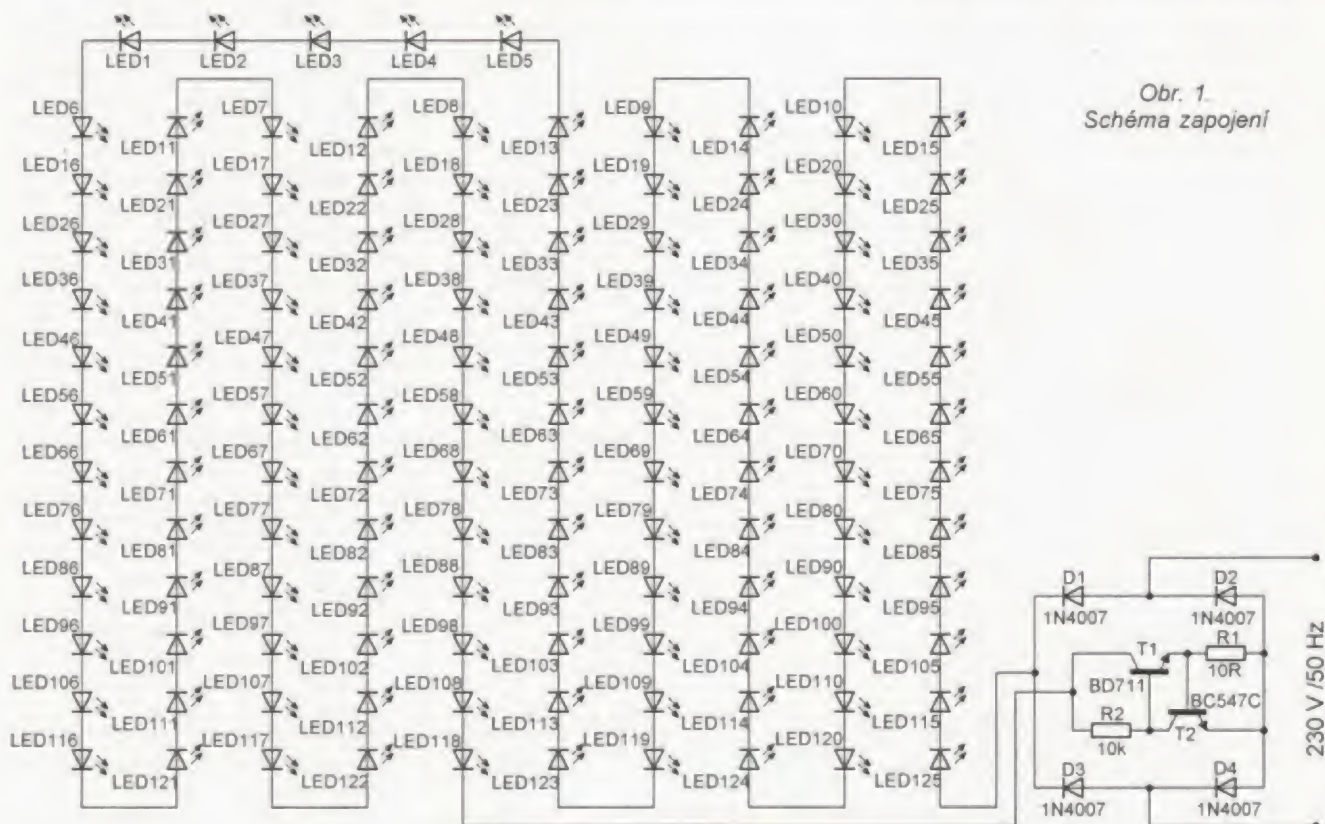 LED1 LED2 LED3 LED4 LED5
Obr. 1.
Schéma zapojení
LED6 LED7 LED8 LED9 LED10
LED11 LED12 LED13 LED14 LED15
LED16 LED17 LED18 LED19 LED20
LED21 LED22 LED23 LED24 LED25
LED26 LED27 LED28 LED29 LED30
LED31 LED32 LED33 LED34 LED35
LED36 LED37 LED38 LED39 LED40
LED41 LED42 LED43 LED44 LED45
LED46 LED47 LED48 LED49 LED50
LED51 LED52 LED53 LED54 LED55
LED56 LED57 LED58 LED59 LED60
LED61 LED62 LED63 LED64 LED65
LED66 LED67 LED68 LED69 LED70
LED71 LED72 LED73 LED74 LED75
LED76 LED77 LED78 LED79 LED80
LED81 LED82 LED83 LED84 LED85
LED86 LED87 LED88 LED89 LED90
LED91 LED92 LED93 LED94 LED95
LED96 LED97 LED98 LED99 LED100
LED101 LED102 LED103 LED104 LED105
LED106 LED107 LED108 LED109 LED110
LED111 LED112 LED113 LED114 LED115
LED116 LED117 LED118 LED119 LED120
LED121 LED122 LED123 LED124 LED125
D1 D2
1N4007 1N4007
T1 R1
BD711 10R
R2 BC547C
10k T2
D3 D4
1N4007 1N4007
230 V /50 Hz